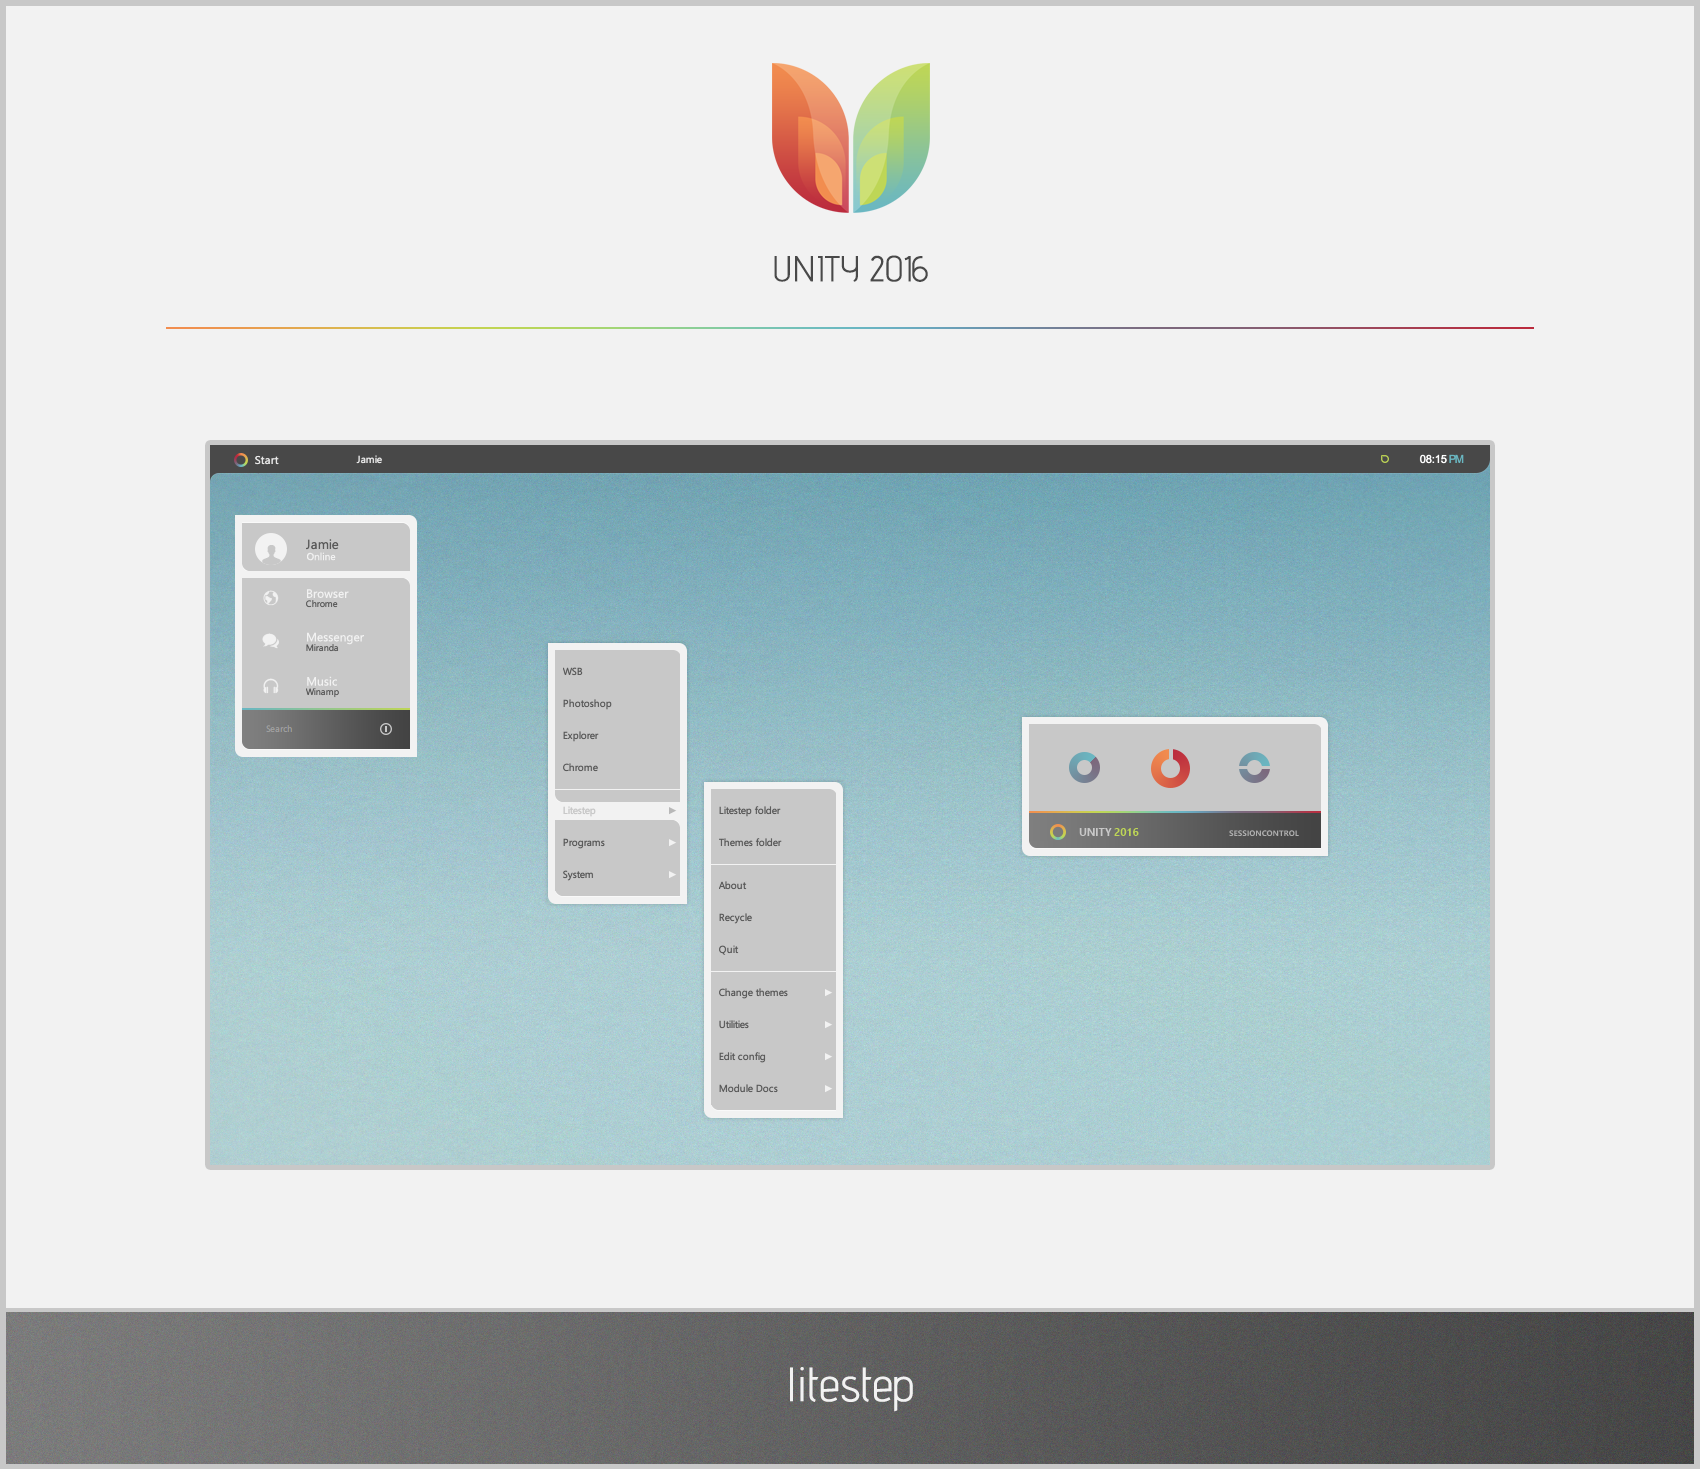 UNITY 2016
Start
Jamie
08:15 PM
Jamie
Online
Browser
Chrome
Messenger
Miranda
Music
Winamp
Search
WSB
Photoshop
Explorer
Chrome
Litestep
Programs
System
Litestep folder
Themes folder
About
Recycle
Quit
Change themes
Utilities
Edit config
Module Docs
UNITY 2016
SESSIONCONTROL
litestep